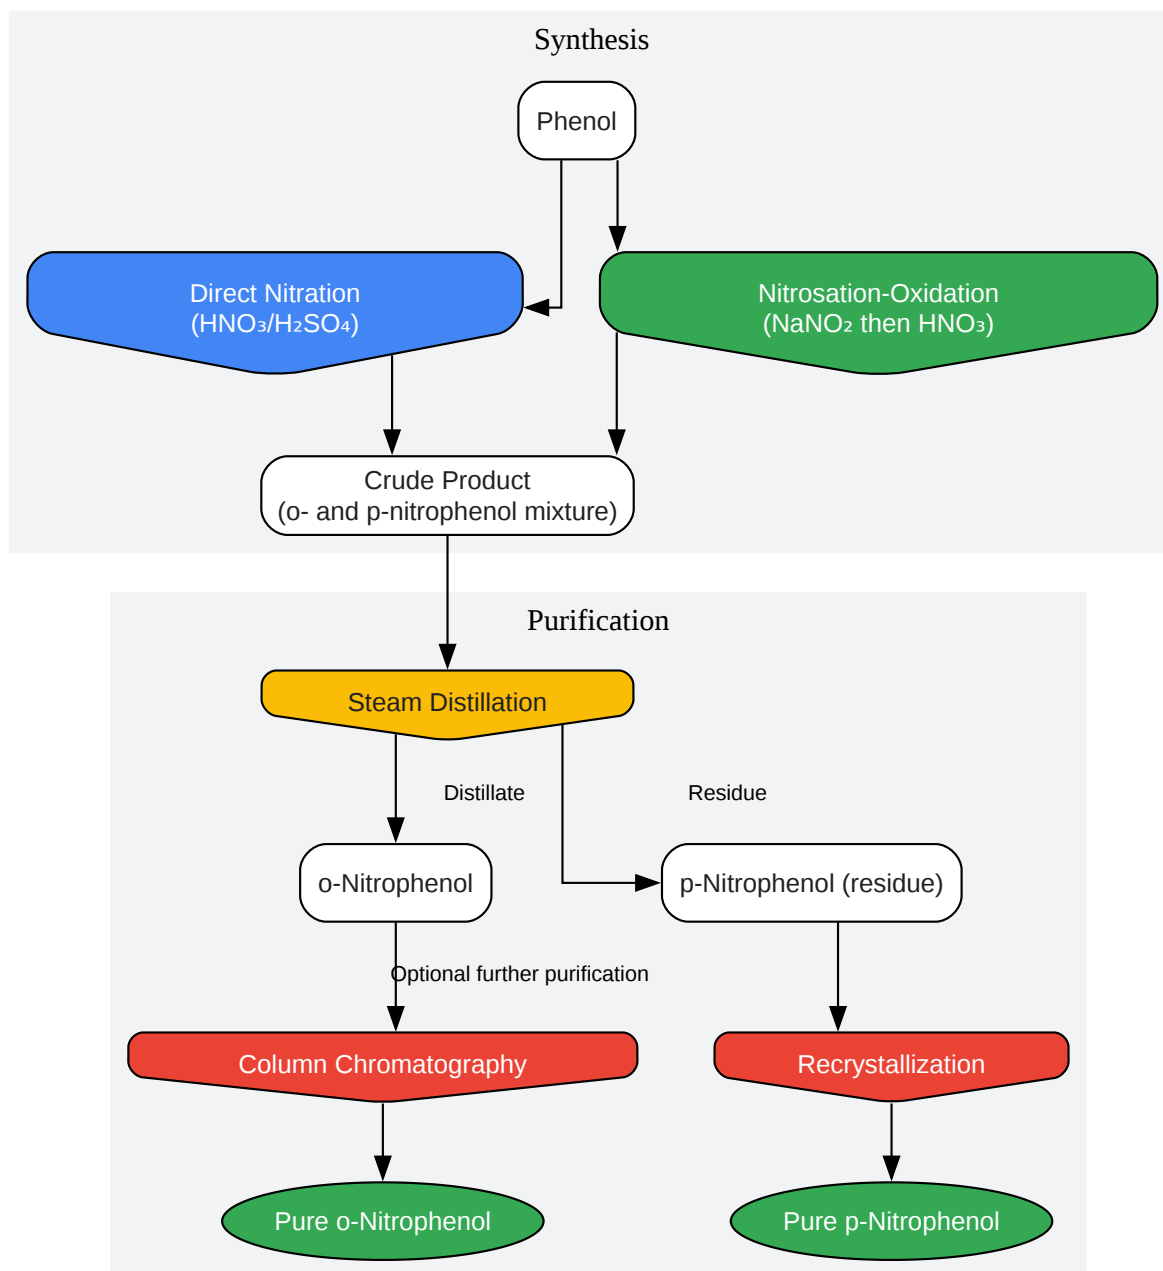 Synthesis
Phenol
Direct Nitration
(HNO₃/H₂SO₄)
Nitrosation-Oxidation
(NaNO₂ then HNO₃)
Crude Product
(o- and p-nitrophenol mixture)
Purification
Steam Distillation
Distillate
Residue
o-Nitrophenol
p-Nitrophenol (residue)
Optional further purification
Column Chromatography
Recrystallization
Pure o-Nitrophenol
Pure p-Nitrophenol